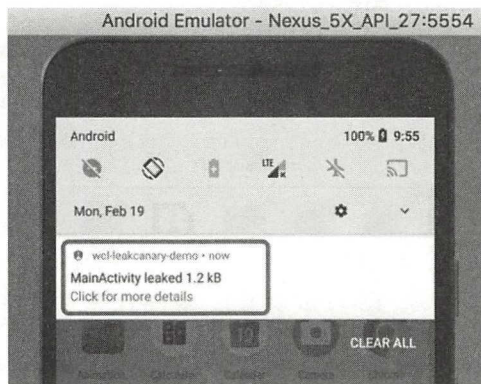 Android Emulator - Nexus_5X_API_27:5554
Android 100% 9:55
LTE
Mon, Feb 19
wcl-leakcanary-demo • now
MainActivity leaked 1.2 kB
Click for more details
CLEAR ALL